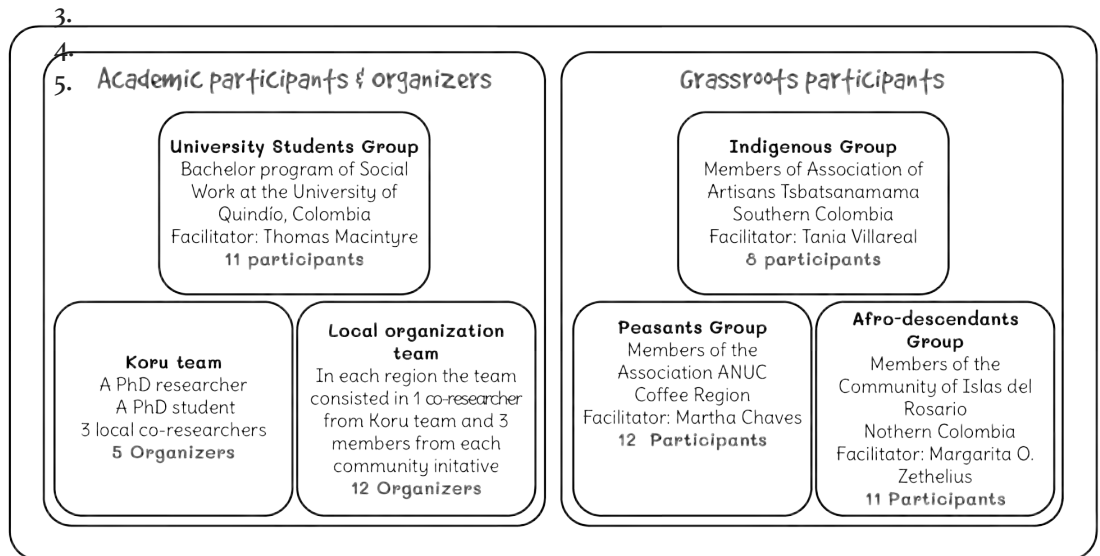 3.
4.
5.
Academic participants & organizers
University Students Group
Bachelor program of Social
Work at the University of
Quindío, Colombia
Facilitator: Thomas Macintyre
11 participants
Koru team
A PhD researcher
A PhD student
3 local co-researchers
5 Organizers
Local organization
team
In each region the team
consisted in 1 co-researcher
from Koru team and 3
members from each
community initative
12 Organizers
Grassroots participants
Indigenous Group
Members of Association of
Artisans Tsbatsanamama
Southern Colombia
Facilitator: Tania Villareal
8 participants
Peasants Group
Members of the
Association ANUC
Coffee Region
Facilitator: Martha Chaves
12 Participants
Afro-descendants
Group
Members of the
Community of Islas del
Rosario
Nothern Colombia
Facilitator: Margarita O.
Zethelius
11 Participants